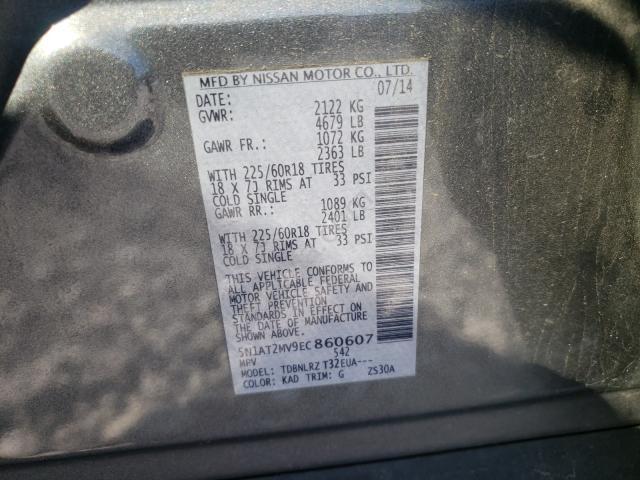 MFD BY NISSAN MOTOR CO., LTD.
DATE: 07/14
GVWR: 2122 KG
4679 LB
GAWR FR.: 1072 KG
2363 LB
WITH 225/60R18 TIRES
18 X 7J RIMS AT 33 PSI
COLD SINGLE
GAWR RR.: 1089 KG
2401 LB
WITH 225/60R18 TIRES
18 X 7J RIMS AT 33 PSI
COLD SINGLE
THIS VEHICLE CONFORMS TO
ALL APPLICABLE FEDERAL
MOTOR VEHICLE SAFETY AND
THEFT PREVENTION
STANDARDS IN EFFECT ON
THE DATE OF MANUFACTURE
SHOWN ABOVE.
5N1AT2MV9EC860607
MPV 542
MODEL: TDBNLRZ T32EUA---
COLOR: KAD TRIM: G ZS30A